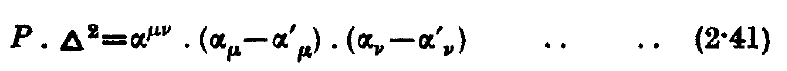 P . Δ²=α^{μν} . (α_μ−α′_μ) . (α_ν−α′_ν) .. .. (2·41)